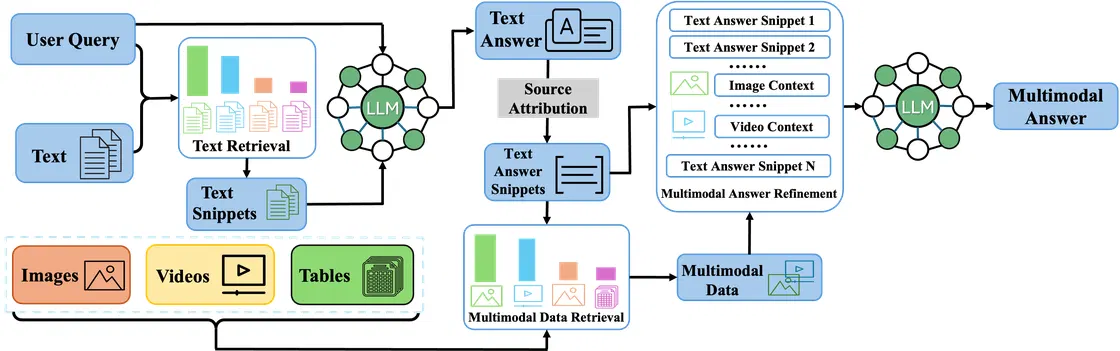 User Query
Text
Text Retrieval
Text
Snippets
LLM
Text
Answer
A
Source
Attribution
Text
Answer
Snippets
Images
Videos
Tables
Multimodal Data Retrieval
Multimodal
Data
Text Answer Snippet 1
Text Answer Snippet 2
......
Image Context
......
Video Context
......
Text Answer Snippet N
Multimodal Answer Refinement
LLM
Multimodal
Answer